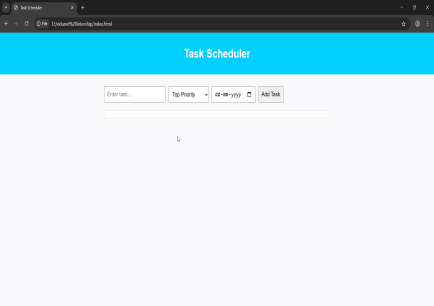 Task Scheduler
File
Task Scheduler
Enter task...
Top Priority
dd-mm-yyyy
Add Task